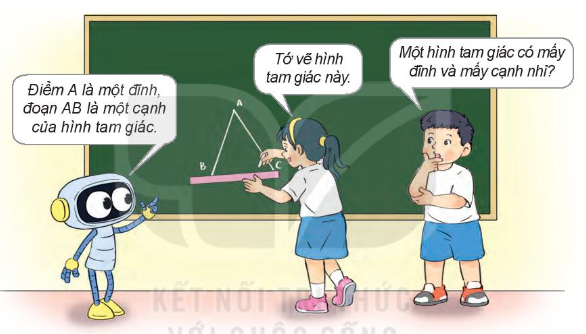 Điểm A là một đỉnh,
đoạn AB là một cạnh
của hình tam giác.
Tớ vẽ hình
tam giác này.
Một hình tam giác có mấy
đỉnh và mấy cạnh nhỉ?
A
B
C
KẾT NỐI TRI THỨC
VỚI CUỘC SỐNG